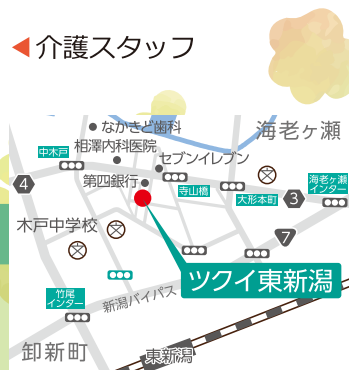 ◀介護スタッフ
なかきど歯科
海老ヶ瀬
相澤内科医院
中木戸
セブンイレブン
第四銀行
寺山橋
大形本町
海老ヶ瀬
インター
4
3
木戸中学校
7
ツクイ東新潟
竹尾
インター
新潟バイパス
卸新町
東新潟